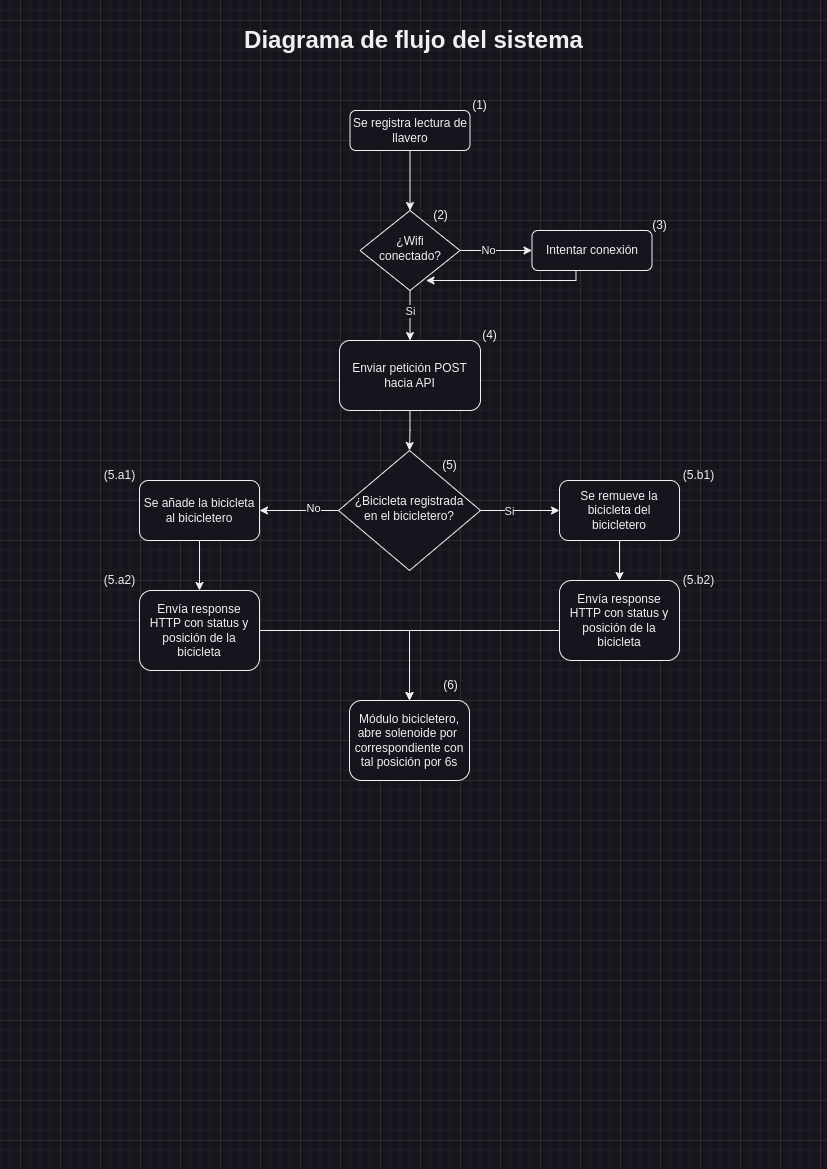 Diagrama de flujo del sistema
(1)
Se registra lectura de
llavero
(2)
¿Wifi
conectado?
No
(3)
Intentar conexión
Si
(4)
Enviar petición POST
hacia API
(5)
¿Bicicleta registrada
en el bicicletero?
No
Si
(5.a1)
Se añade la bicicleta
al bicicletero
(5.b1)
Se remueve la
bicicleta del
bicicletero
(5.a2)
Envía response
HTTP con status y
posición de la
bicicleta
(5.b2)
Envía response
HTTP con status y
posición de la
bicicleta
(6)
Módulo bicicletero,
abre solenoide por
correspondiente con
tal posición por 6s